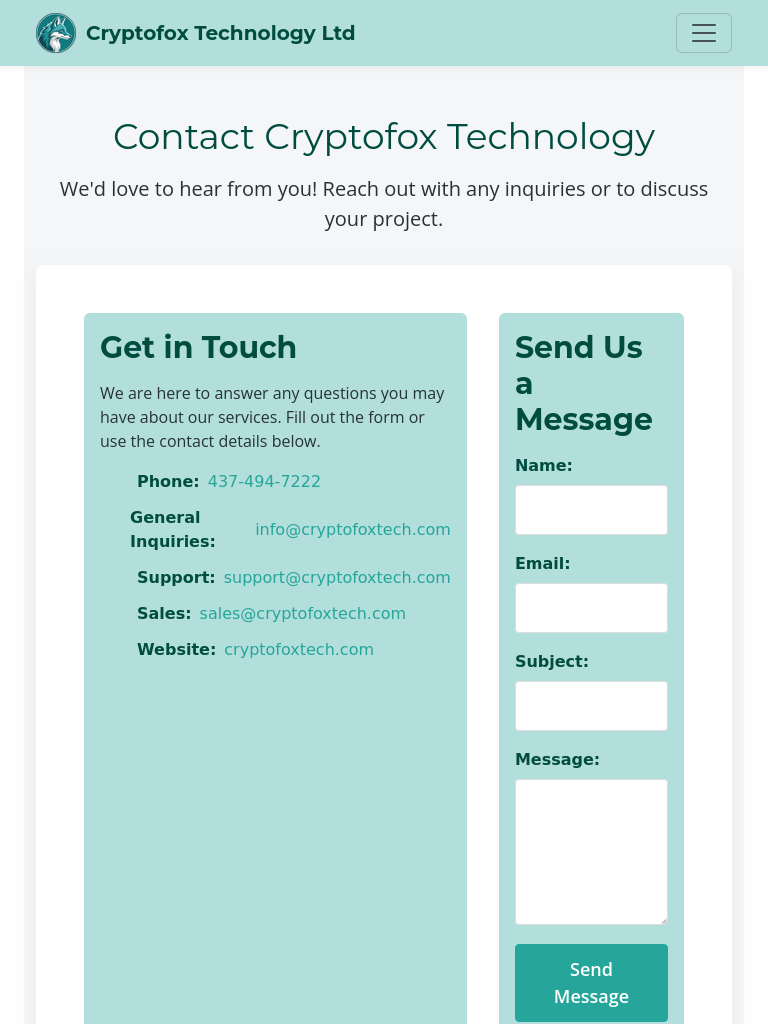 Cryptofox Technology Ltd
Contact Cryptofox Technology
We'd love to hear from you! Reach out with any inquiries or to discuss
your project.
Get in Touch
We are here to answer any questions you may
have about our services. Fill out the form or
use the contact details below.
Phone: 437-494-7222
General
Inquiries: info@cryptofoxtech.com
Support: support@cryptofoxtech.com
Sales: sales@cryptofoxtech.com
Website: cryptofoxtech.com
Send Us
a
Message
Name:
Email:
Subject:
Message:
Send
Message